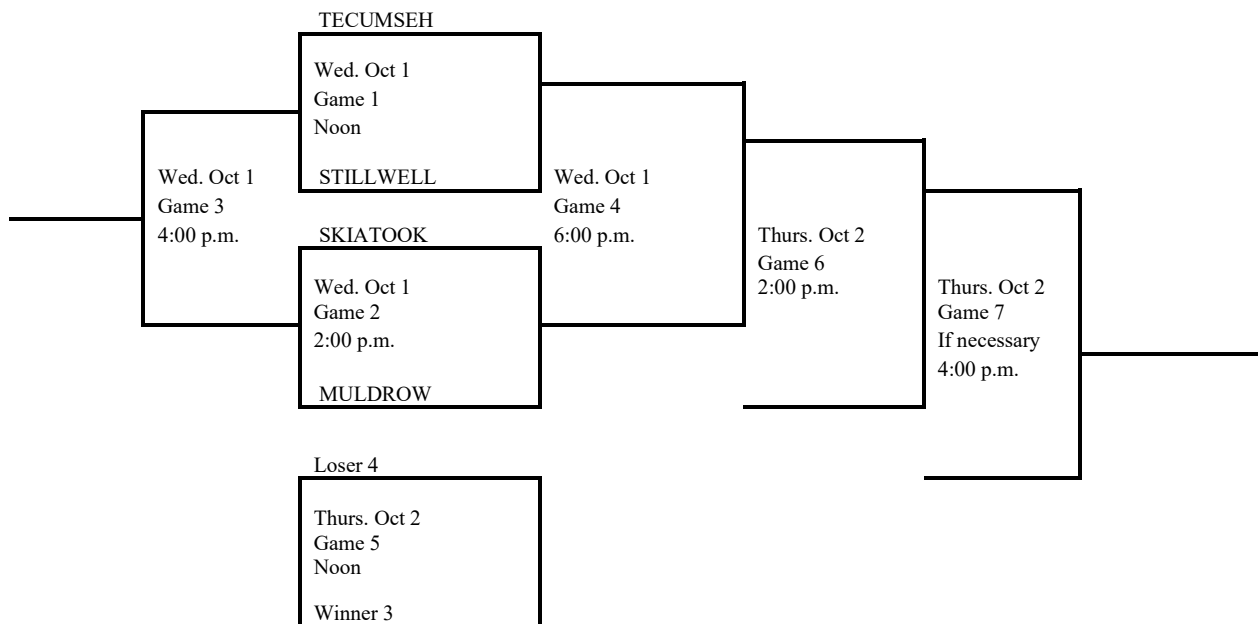 TECUMSEH
Wed. Oct 1
Game 1
Noon
STILLWELL
Wed. Oct 1
Game 3
4:00 p.m.
SKIATOOK
Wed. Oct 1
Game 2
2:00 p.m.
MULDROW
Wed. Oct 1
Game 4
6:00 p.m.
Thurs. Oct 2
Game 6
2:00 p.m.
Thurs. Oct 2
Game 7
If necessary
4:00 p.m.
Loser 4
Thurs. Oct 2
Game 5
Noon
Winner 3